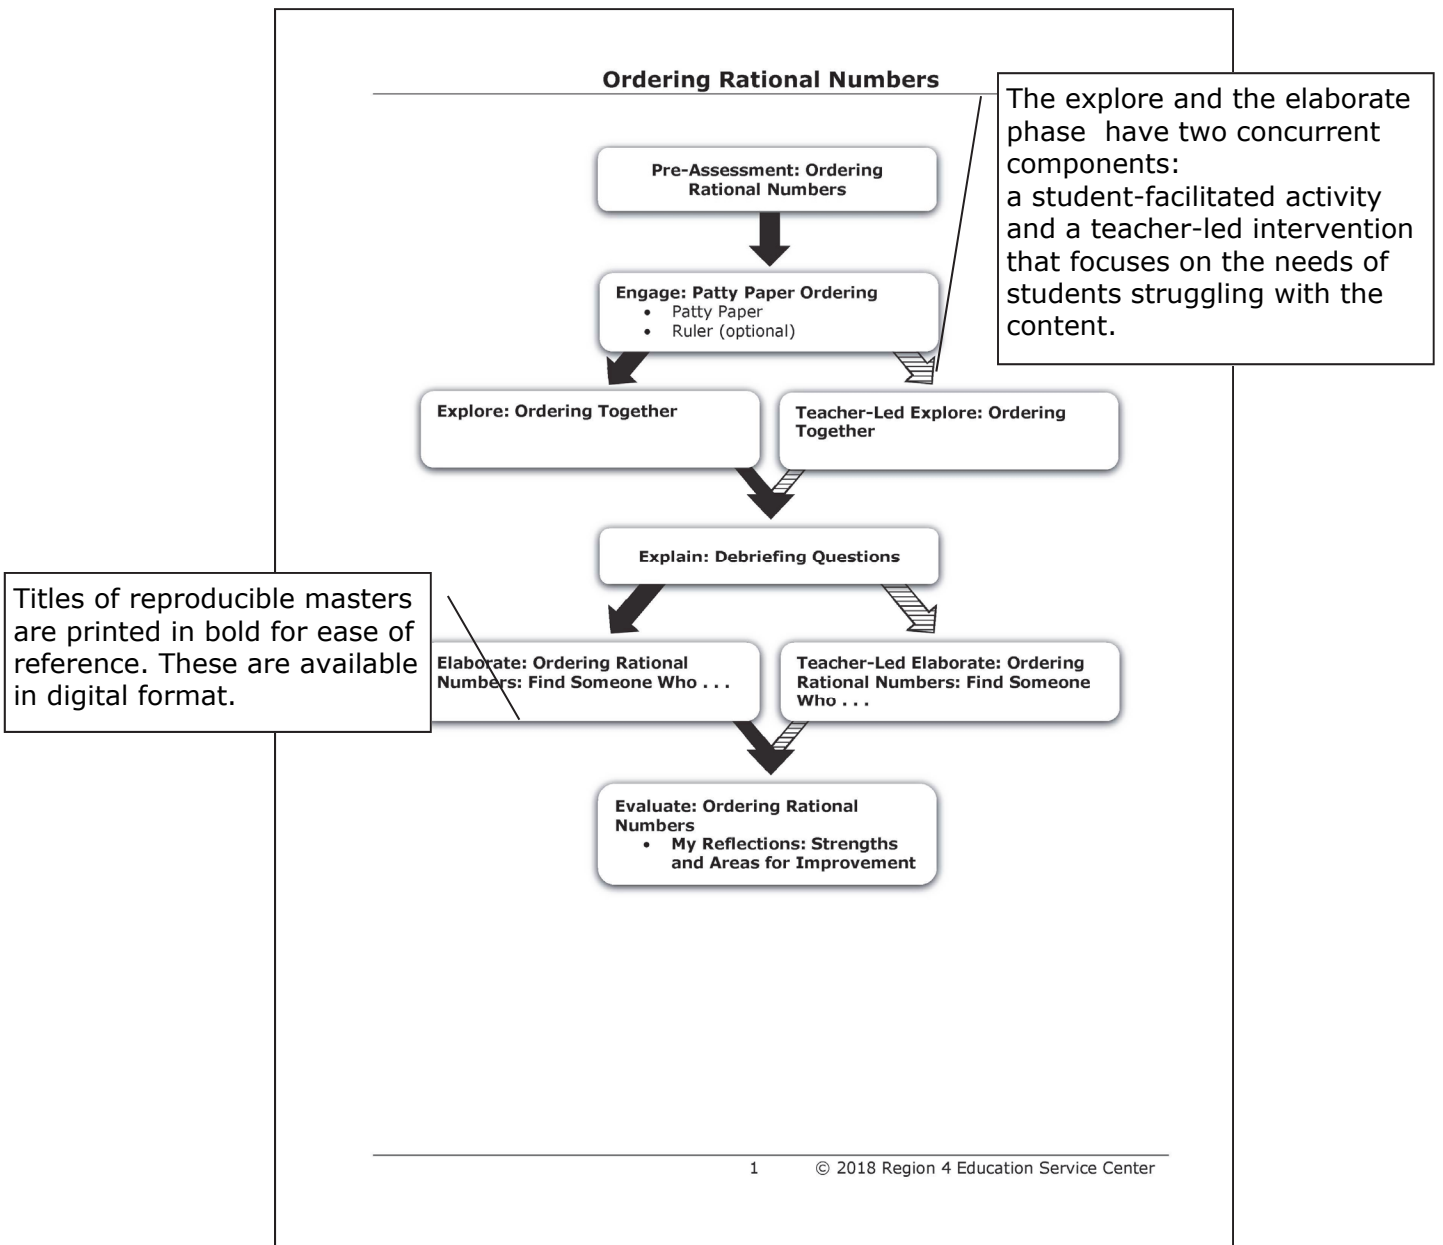 Ordering Rational Numbers
The explore and the elaborate
phase have two concurrent
components:
a student-facilitated activity
and a teacher-led intervention
that focuses on the needs of
students struggling with the
content.
Pre-Assessment: Ordering
Rational Numbers
Engage: Patty Paper Ordering
• Patty Paper
• Ruler (optional)
Explore: Ordering Together
Teacher-Led Explore: Ordering
Together
Explain: Debriefing Questions
Titles of reproducible masters
are printed in bold for ease of
reference. These are available
in digital format.
Elaborate: Ordering Rational
Numbers: Find Someone Who . . .
Teacher-Led Elaborate: Ordering
Rational Numbers: Find Someone
Who . . .
Evaluate: Ordering Rational
Numbers
• My Reflections: Strengths
and Areas for Improvement
1 © 2018 Region 4 Education Service Center